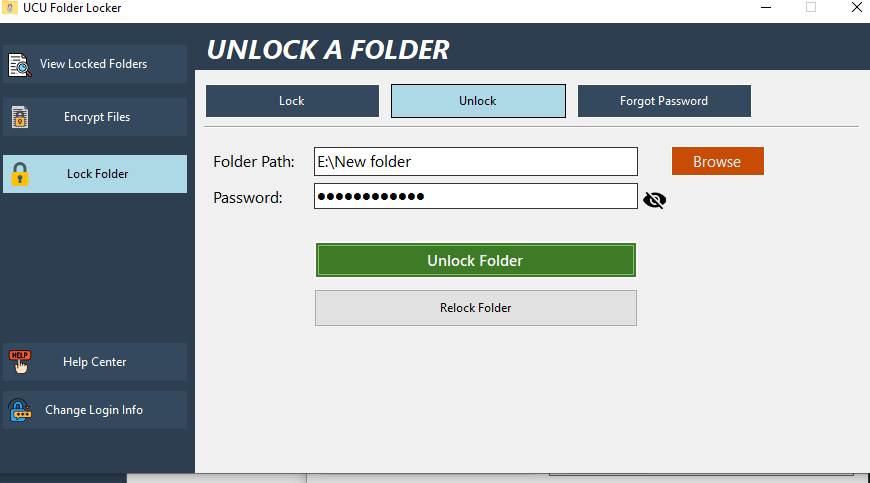 UCU Folder Locker
UNLOCK A FOLDER
View Locked Folders
Encrypt Files
Lock Folder
HELP
Help Center
Change Login Info
Lock
Unlock
Forgot Password
Folder Path:
E:\New folder
Browse
Password:
●●●●●●●●●●●●
Unlock Folder
Relock Folder